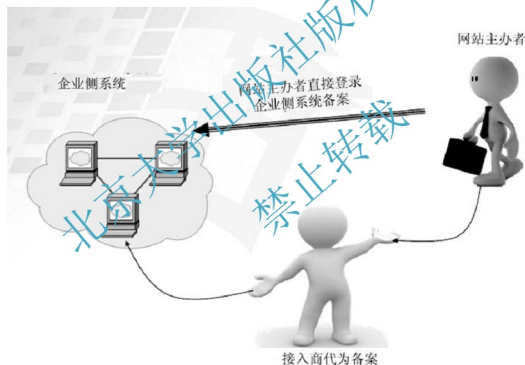 网站主办者
企业侧系统
网站主办者直接登录
企业侧系统备案
接入商代为备案
北京大学出版社版权
禁止转载